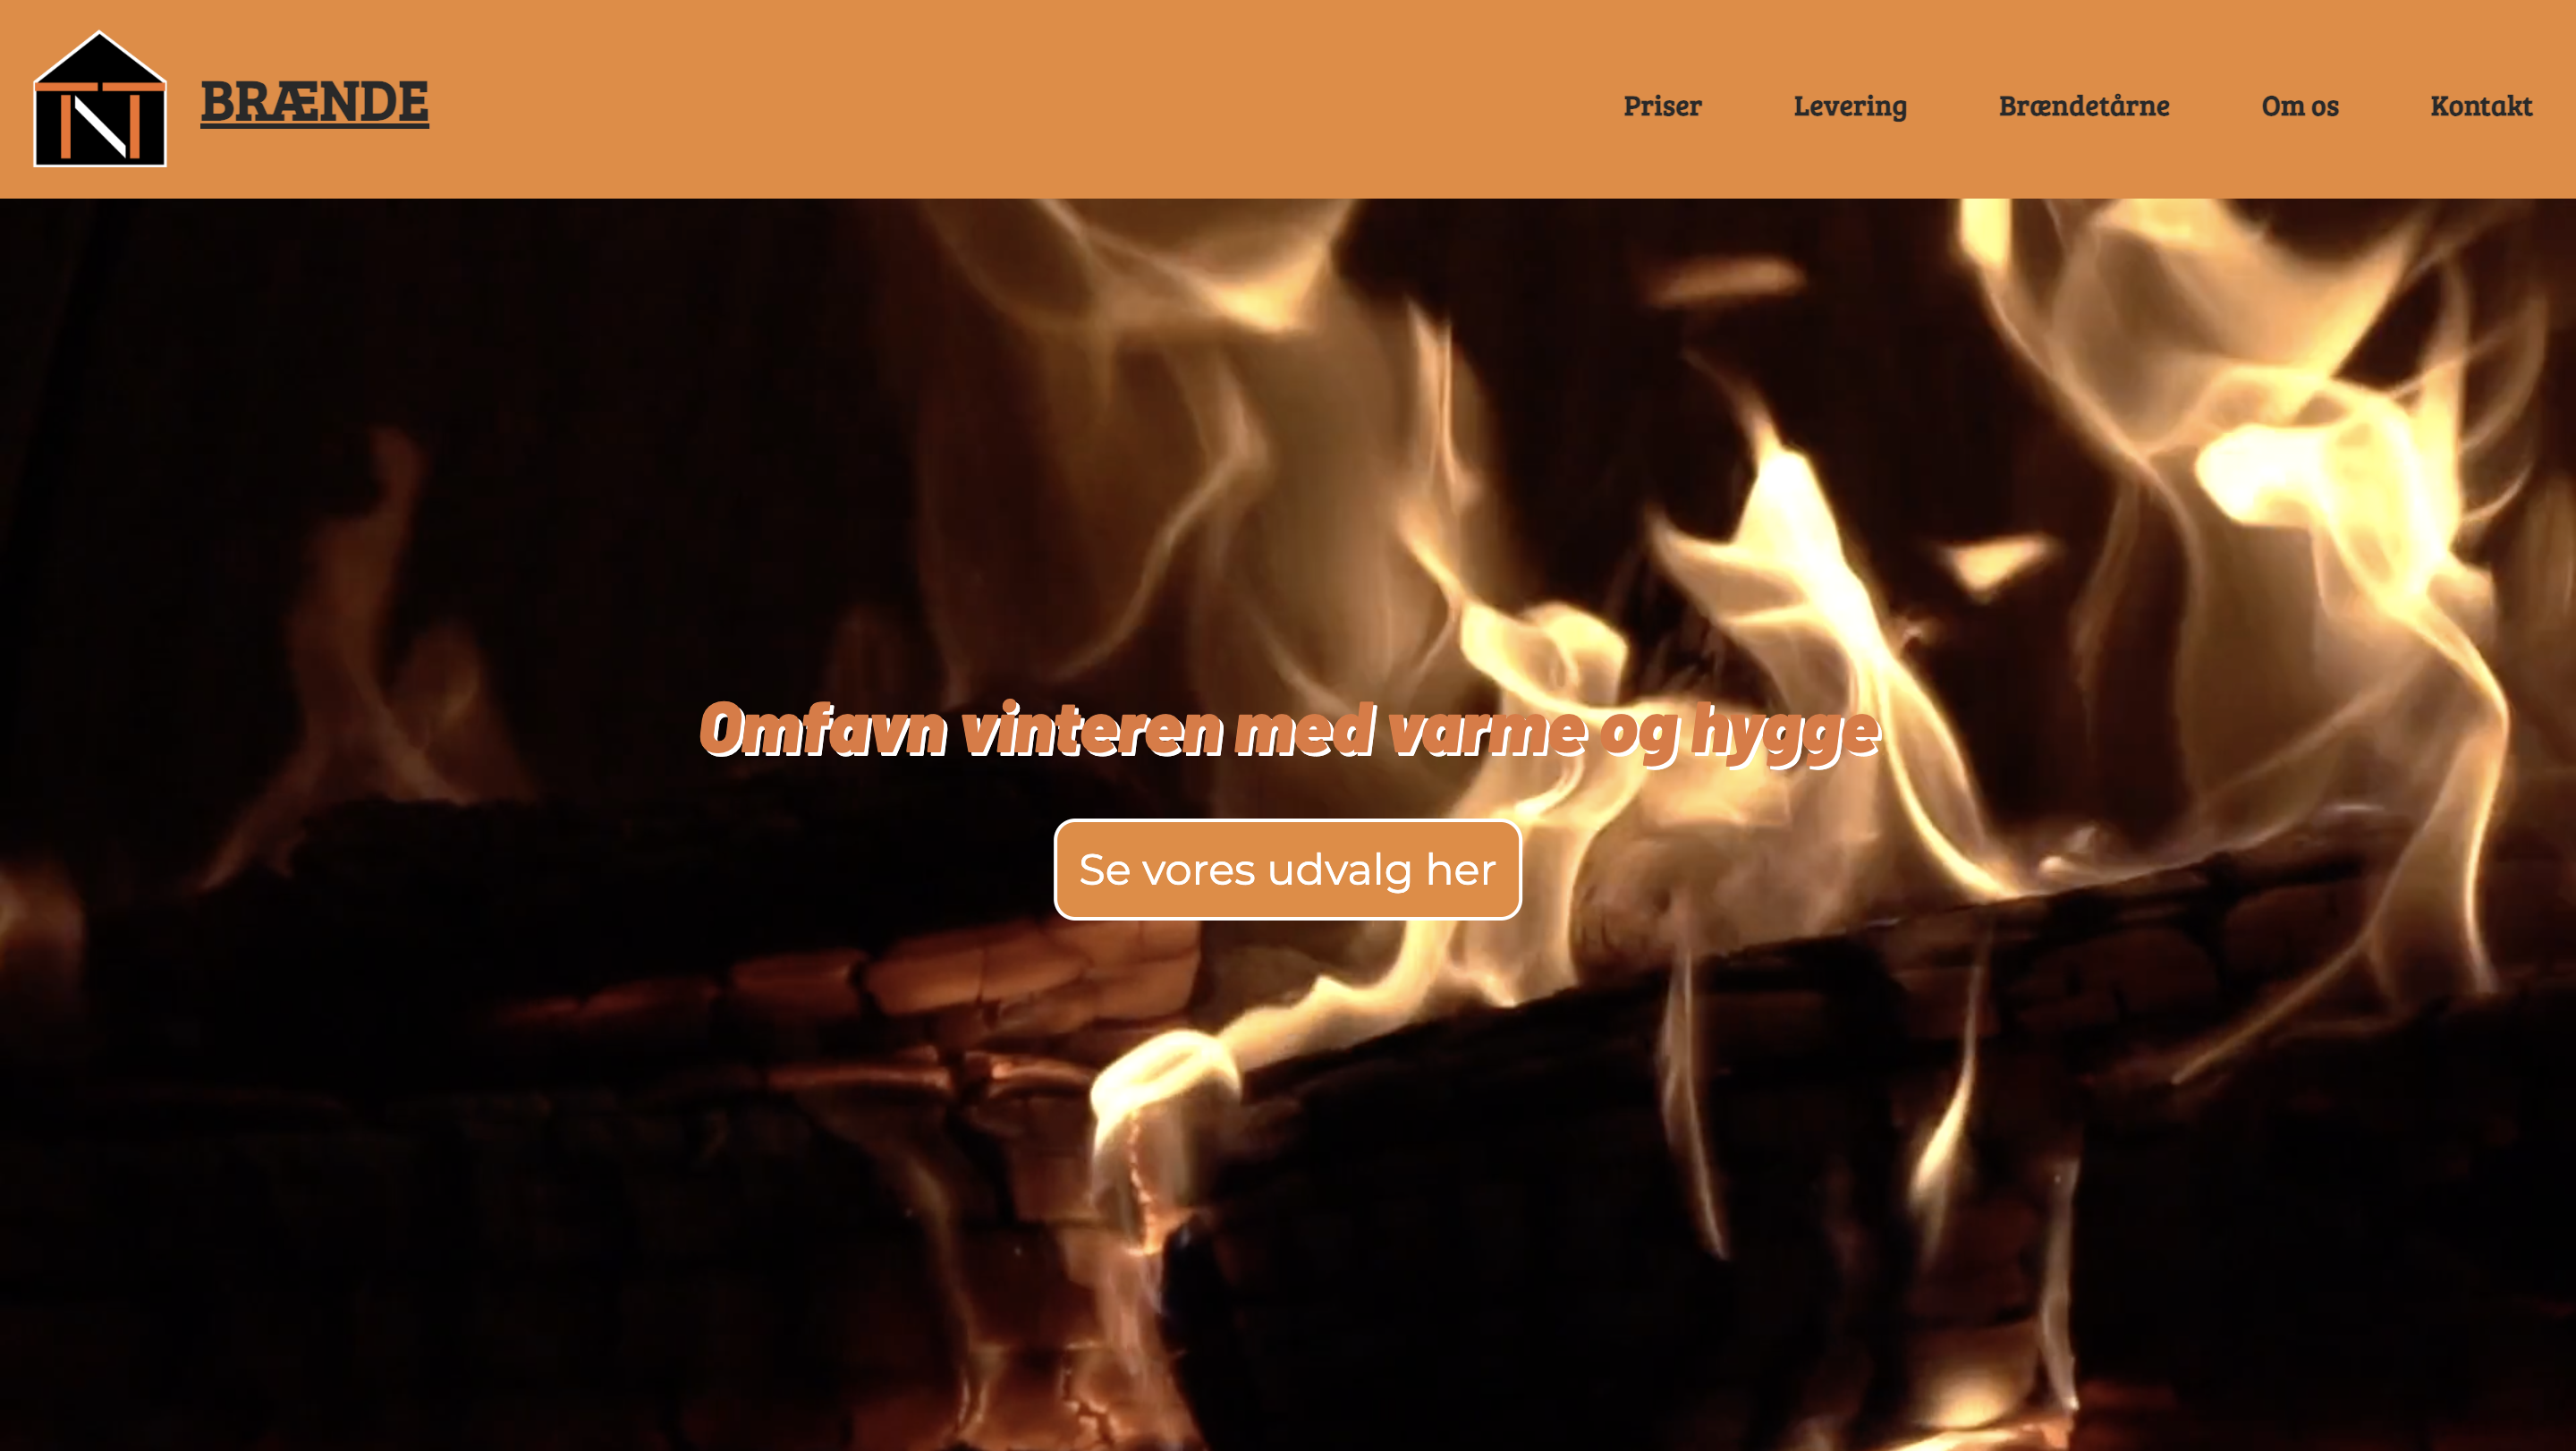 BRÆNDE
Priser Levering Brændetårne Om os Kontakt
Omfavn vinteren med varme og hygge
Se vores udvalg her